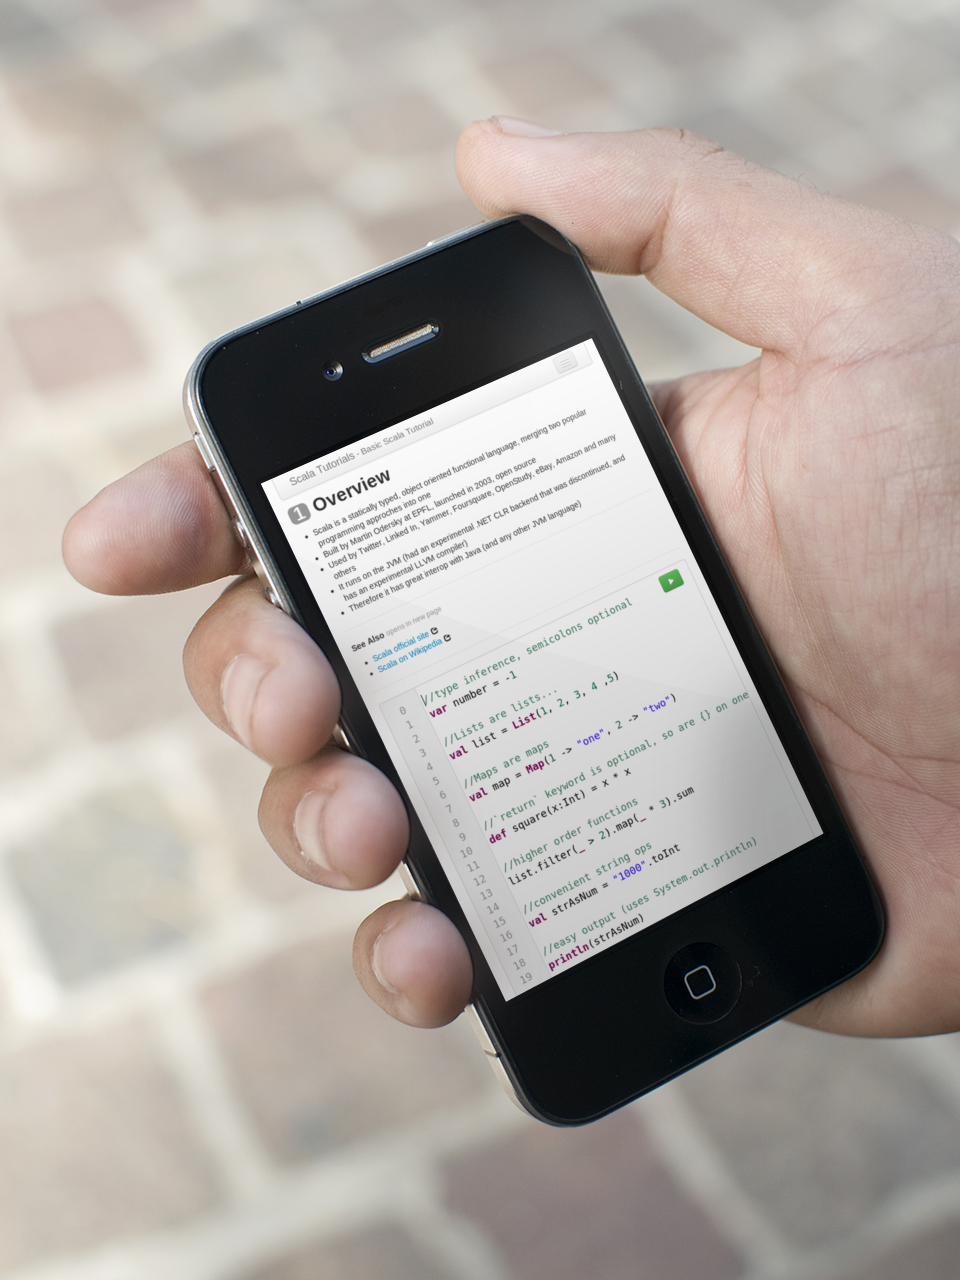 Scala Tutorials - Basic Scala Tutorial
1 Overview
• Scala is a statically typed, object oriented functional language, merging two popular
programming approches into one
• Built by Martin Odersky at EPFL, launched in 2003, open source
• Used by Twitter, Linked In, Yammer, Foursquare, OpenStudy, eBay, Amazon and many
others
• It runs on the JVM (had an experimental .NET CLR backend that was discontinued, and
has an experimental LLVM compiler)
• Therefore it has great interop with Java (and any other JVM language)
See Also opens in new page
• Scala official site
• Scala on Wikipedia
0 //type inference, semicolons optional
1 var number = -1
2
3 //Lists are lists...
4 val list = List(1, 2, 3, 4 ,5)
5
6 //Maps are maps
7 val map = Map(1 -> "one", 2 -> "two")
8
9 //`return` keyword is optional, so are {} on one
10 def square(x:Int) = x * x
11
12 //higher order functions
13 list.filter(_ > 2).map(_ * 3).sum
14
15 //convenient string ops
16 val strAsNum = "1000".toInt
17
18 //easy output (uses System.out.println)
19 println(strAsNum)